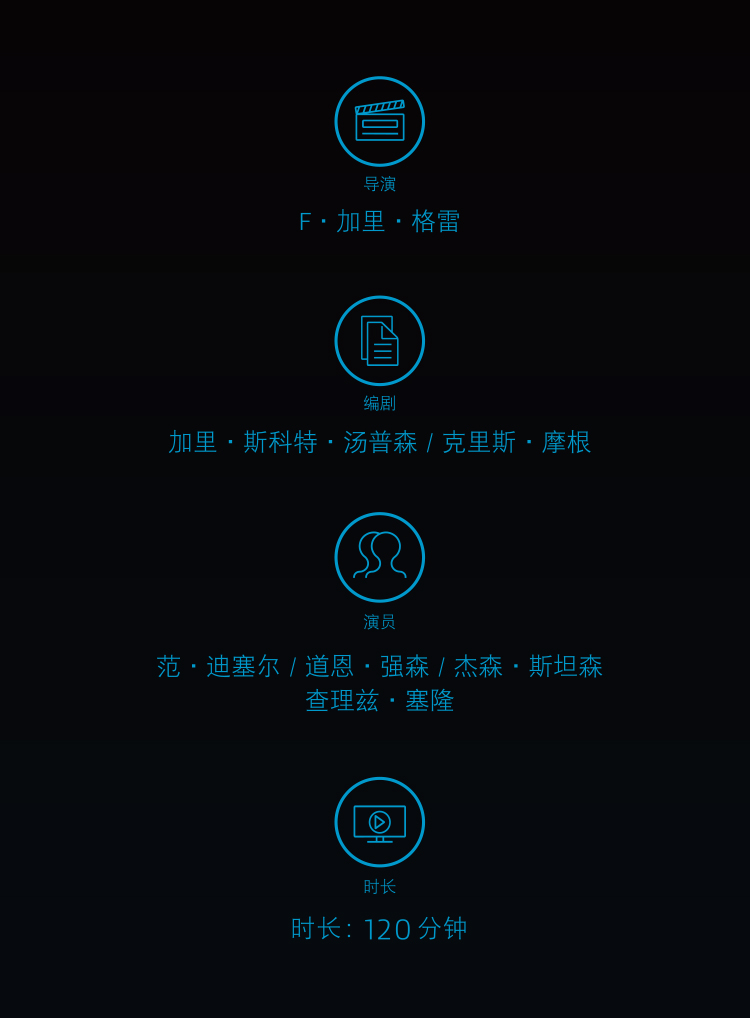 导演
F·加里·格雷
编剧
加里·斯科特·汤普森 / 克里斯·摩根
演员
范·迪塞尔 / 道恩·强森 / 杰森·斯坦森
查理兹·塞隆
时长
时长: 120 分钟